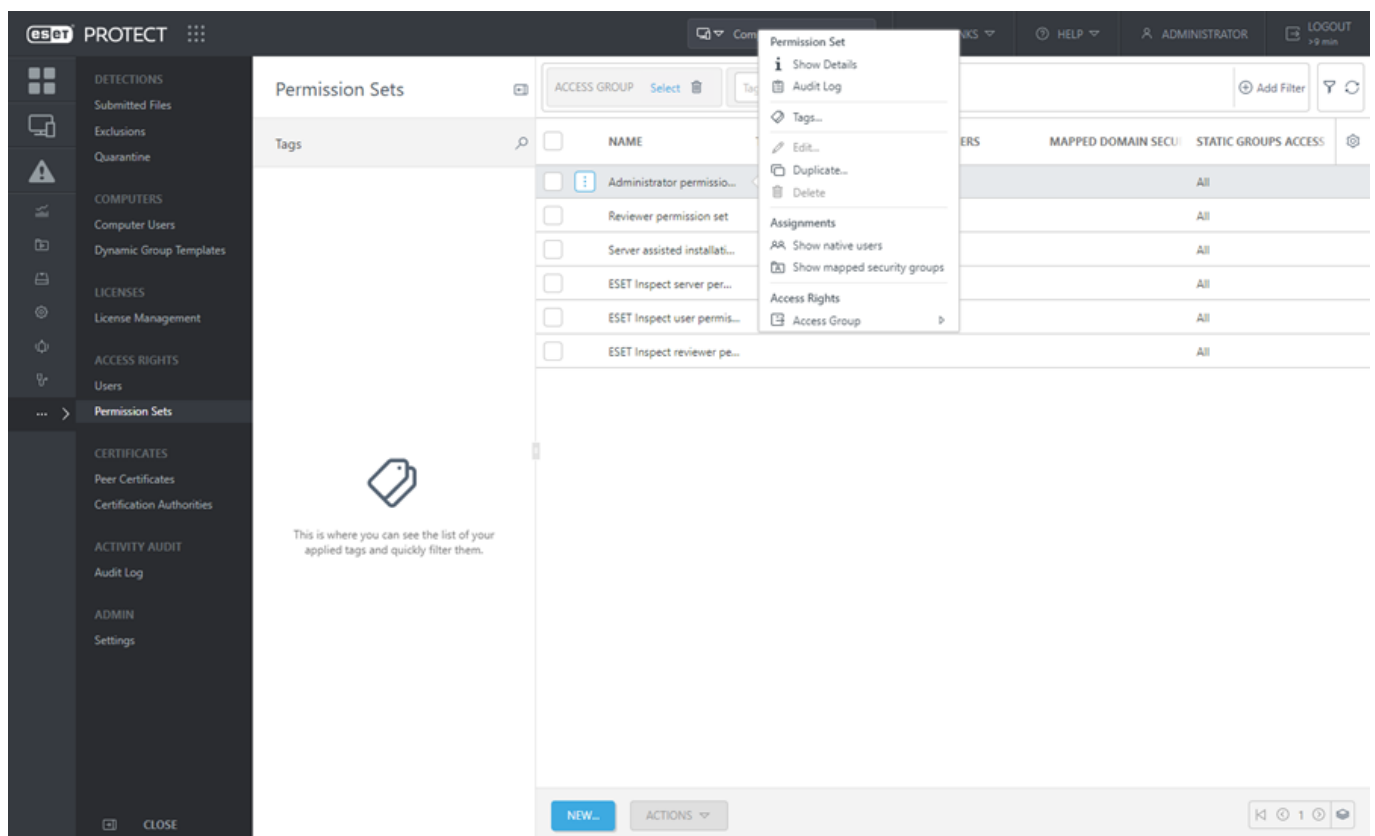 eset PROTECT
Com
NKS
HELP
ADMINISTRATOR
LOGOUT
>9 min
DETECTIONS
Submitted Files
Exclusions
Quarantine
COMPUTERS
Computer Users
Dynamic Group Templates
LICENSES
License Management
ACCESS RIGHTS
Users
Permission Sets
CERTIFICATES
Peer Certificates
Certification Authorities
ACTIVITY AUDIT
Audit Log
ADMIN
Settings
CLOSE
Permission Sets
Tags
This is where you can see the list of your
applied tags and quickly filter them.
ACCESS GROUP Select
Tag
Add Filter
NAME
ERS
MAPPED DOMAIN SECU
STATIC GROUPS ACCESS
Administrator permissio... All
Reviewer permission set All
Server assisted installati... All
ESET Inspect server per... All
ESET Inspect user permis... All
ESET Inspect reviewer pe... All
Permission Set
Show Details
Audit Log
Tags...
Edit...
Duplicate...
Delete
Assignments
Show native users
Show mapped security groups
Access Rights
Access Group
NEW...
ACTIONS
1